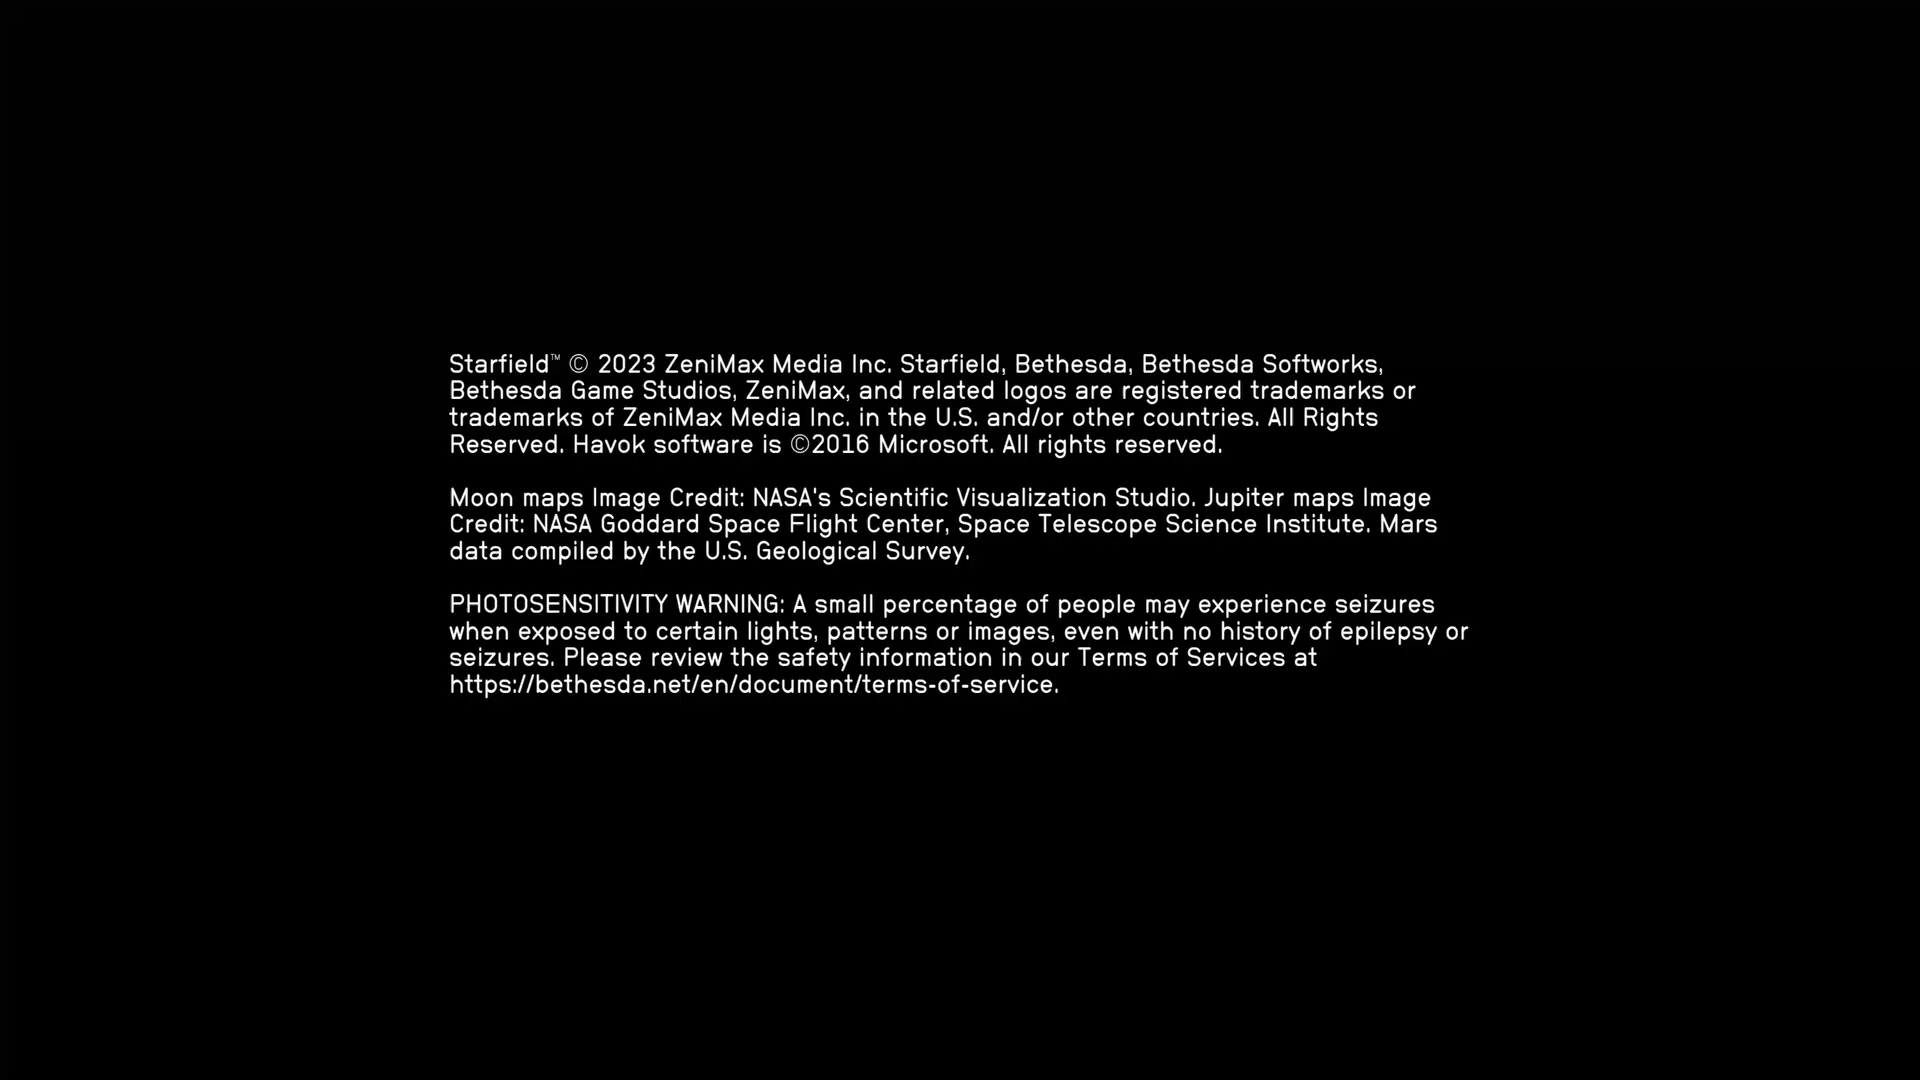 Starfield™ © 2023 ZeniMax Media Inc. Starfield, Bethesda, Bethesda Softworks,
Bethesda Game Studios, ZeniMax, and related logos are registered trademarks or
trademarks of ZeniMax Media Inc. in the U.S. and/or other countries. All Rights
Reserved. Havok software is ©2016 Microsoft. All rights reserved.
Moon maps Image Credit: NASA's Scientific Visualization Studio. Jupiter maps Image
Credit: NASA Goddard Space Flight Center, Space Telescope Science Institute. Mars
data compiled by the U.S. Geological Survey.
PHOTOSENSITIVITY WARNING: A small percentage of people may experience seizures
when exposed to certain lights, patterns or images, even with no history of epilepsy or
seizures. Please review the safety information in our Terms of Services at
https://bethesda.net/en/document/terms-of-service.